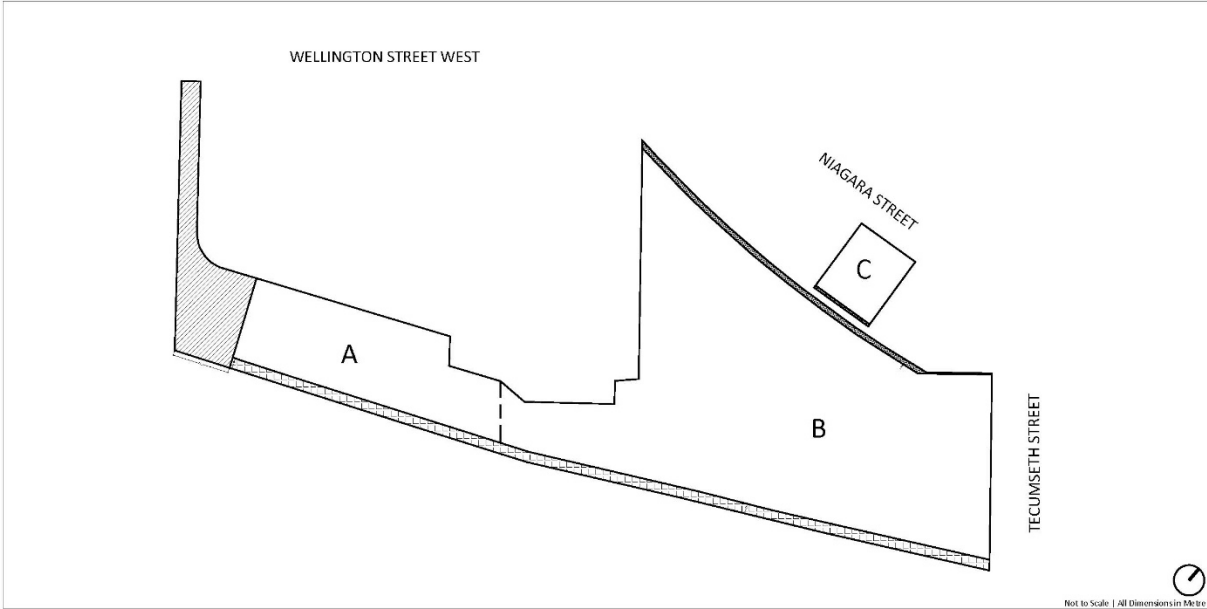 WELLINGTON STREET WEST
NIAGARA STREET
C
A
B
TECUMSETH STREET
Not to Scale | All Dimensions in Metre